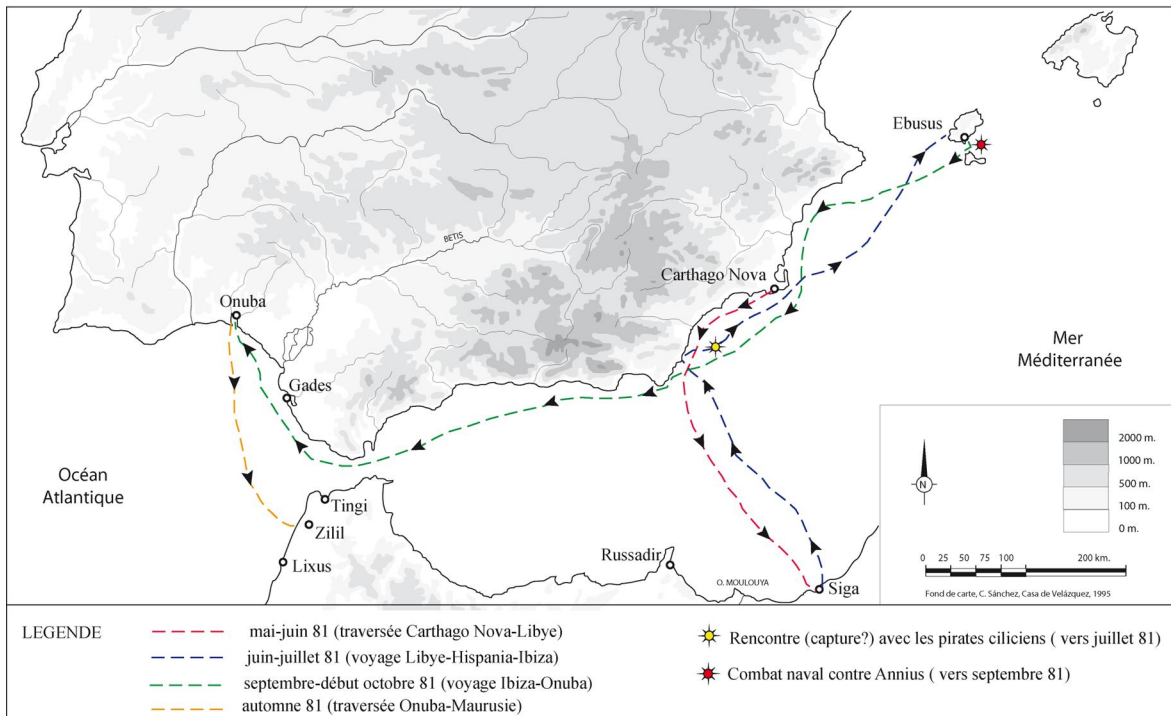 Ebusus
BETIS
Carthago Nova
Onuba
Mer
Méditerranée
Gades
Océan
Atlantique
Tingi
Zilil
Lixus
Russadir
O. MOULOUYA
Siga
N
2000 m.
1000 m.
500 m.
100 m.
0 m.
0 25 50 75 100 200 km.
Fond de carte, C. Sánchez, Casa de Velázquez, 1995
LEGENDE
mai-juin 81 (traversée Carthago Nova-Libye)
juin-juillet 81 (voyage Libye-Hispania-Ibiza)
septembre-début octobre 81 (voyage Ibiza-Onuba)
automne 81 (traversée Onuba-Maurusie)
Rencontre (capture?) avec les pirates ciliciens ( vers juillet 81)
Combat naval contre Annius ( vers septembre 81)